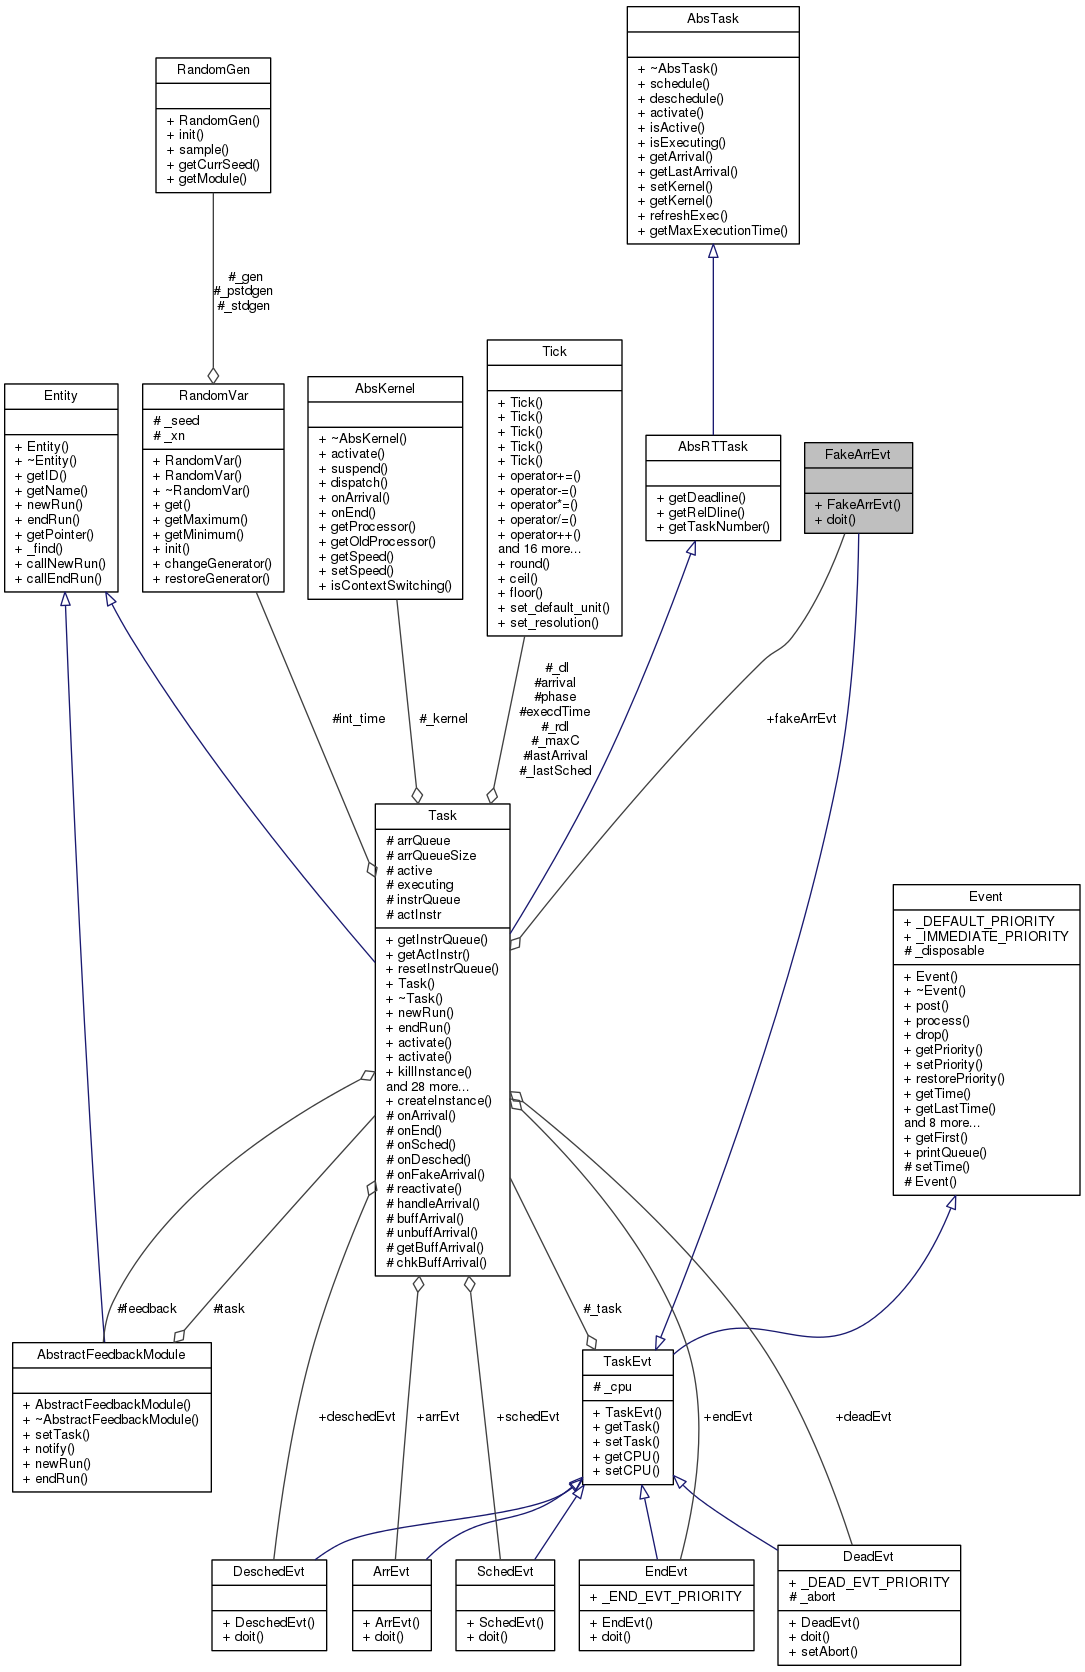 AbsTask
+ ~AbsTask()
+ schedule()
+ deschedule()
+ activate()
+ isActive()
+ isExecuting()
+ getArrival()
+ getLastArrival()
+ setKernel()
+ getKernel()
+ refreshExec()
+ getMaxExecutionTime()
RandomGen
+ RandomGen()
+ init()
+ sample()
+ getCurrSeed()
+ getModule()
#_gen
#_pstdgen
#_stdgen
Entity
+ Entity()
+ ~Entity()
+ getID()
+ getName()
+ newRun()
+ endRun()
+ getPointer()
+ _find()
+ callNewRun()
+ callEndRun()
RandomVar
# _seed
# _xn
+ RandomVar()
+ RandomVar()
+ ~RandomVar()
+ get()
+ getMaximum()
+ getMinimum()
+ init()
+ changeGenerator()
+ restoreGenerator()
AbsKernel
+ ~AbsKernel()
+ activate()
+ suspend()
+ dispatch()
+ onArrival()
+ onEnd()
+ getProcessor()
+ getOldProcessor()
+ getSpeed()
+ setSpeed()
+ isContextSwitching()
Tick
+ Tick()
+ Tick()
+ Tick()
+ Tick()
+ Tick()
+ operator+=()
+ operator-=()
+ operator*=()
+ operator/=()
+ operator++()
and 16 more...
+ round()
+ ceil()
+ floor()
+ set_default_unit()
+ set_resolution()
AbsRTTask
+ getDeadline()
+ getRelDline()
+ getTaskNumber()
FakeArrEvt
+ FakeArrEvt()
+ doit()
#int_time
#_kernel
#_dl
#arrival
#phase
#execdTime
#_rdl
#_maxC
#lastArrival
#_lastSched
+fakeArrEvt
Task
# arrQueue
# arrQueueSize
# active
# executing
# instrQueue
# actInstr
+ getInstrQueue()
+ getActInstr()
+ resetInstrQueue()
+ Task()
+ ~Task()
+ newRun()
+ endRun()
+ activate()
+ activate()
+ killInstance()
and 28 more...
+ createInstance()
# onArrival()
# onEnd()
# onSched()
# onDesched()
# onFakeArrival()
# reactivate()
# handleArrival()
# buffArrival()
# unbuffArrival()
# getBuffArrival()
# chkBuffArrival()
Event
+ _DEFAULT_PRIORITY
+ _IMMEDIATE_PRIORITY
# _disposable
+ Event()
+ ~Event()
+ post()
+ process()
+ drop()
+ getPriority()
+ setPriority()
+ restorePriority()
+ getTime()
+ getLastTime()
and 8 more...
+ getFirst()
+ printQueue()
# setTime()
# Event()
#feedback
#task
#_task
AbstractFeedbackModule
+ AbstractFeedbackModule()
+ ~AbstractFeedbackModule()
+ setTask()
+ notify()
+ newRun()
+ endRun()
TaskEvt
# _cpu
+ TaskEvt()
+ getTask()
+ setTask()
+ getCPU()
+ setCPU()
+deschedEvt
+arrEvt
+schedEvt
+endEvt
+deadEvt
DeschedEvt
+ DeschedEvt()
+ doit()
ArrEvt
+ ArrEvt()
+ doit()
SchedEvt
+ SchedEvt()
+ doit()
EndEvt
+ _END_EVT_PRIORITY
+ EndEvt()
+ doit()
DeadEvt
+ _DEAD_EVT_PRIORITY
# _abort
+ DeadEvt()
+ doit()
+ setAbort()